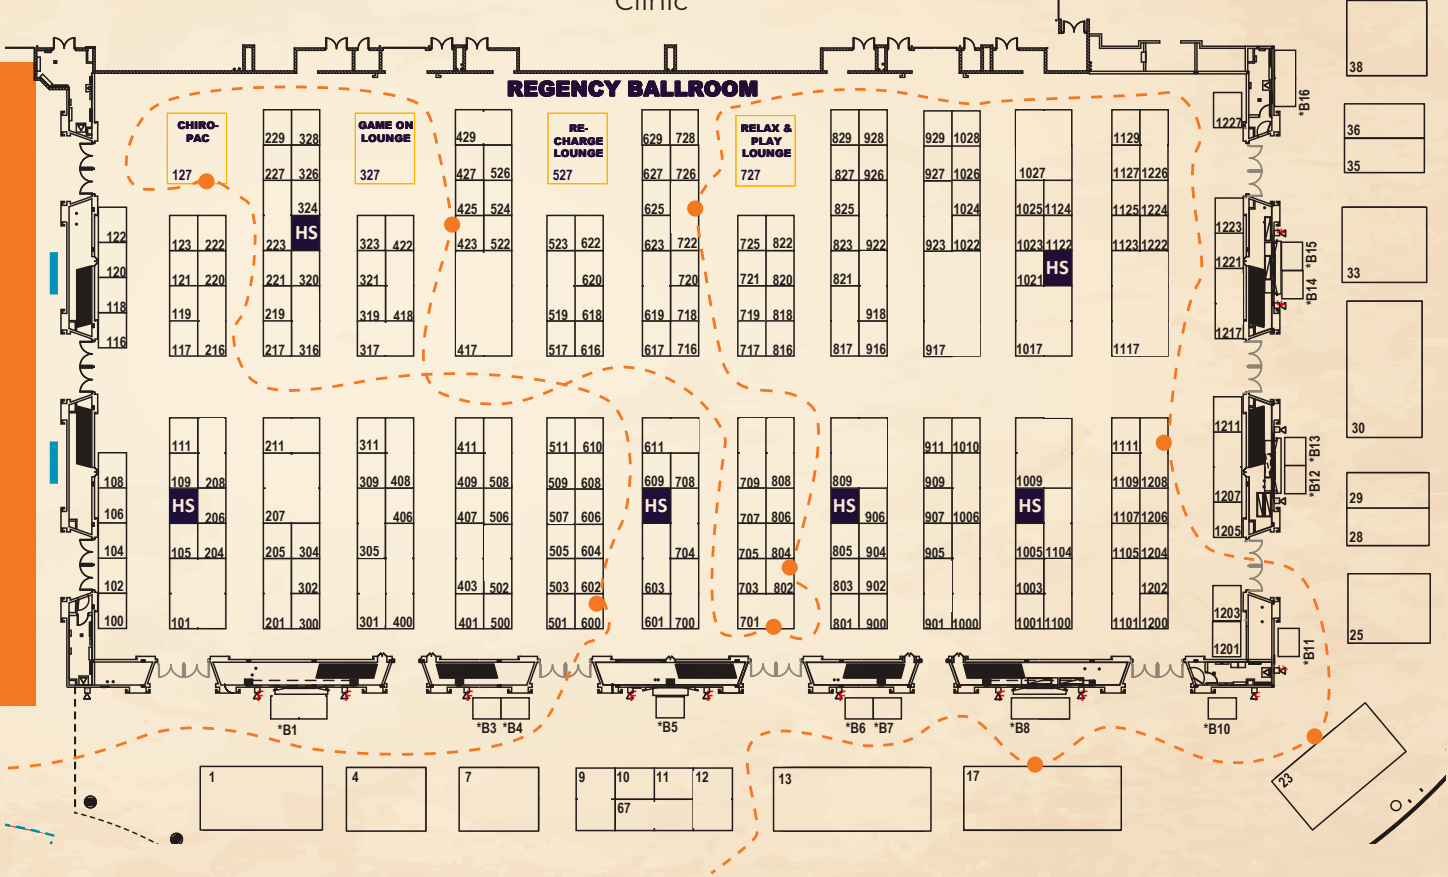 Clinic
REGENCY BALLROOM
38
*B16
CHIRO-
PAC
127
GAME ON
LOUNGE
327
RE-
CHARGE
LOUNGE
527
RELAX &
PLAY
LOUNGE
727
1227
36
35
229 328 429 629 728 829 928 929 1028 1129
227 326 427 526 627 726 827 926 927 1026 1027 1127 1226
324 425 524 625 825 1024 1025 1124 1125 1224
HS
122 123 222 223 323 422 423 522 523 622 623 722 725 822 823 922 923 1022 1023 1122 1123 1222 1223
HS
120 121 220 221 320 321 620 720 721 820 821 1021 1221
*B15
*B14
33
118 119 219 319 418 519 618 619 718 719 818 918
116 117 216 217 316 317 417 517 616 617 716 717 816 817 916 917 1017 1117 1217
30
111 211 311 411 511 610 611 911 1010 1111 1211
*B13
*B12
108 109 208 309 408 409 508 509 608 609 708 709 808 809 909 1009 1109 1208 1207
HS HS HS HS
106 206 207 406 407 506 507 606 707 806 906 907 1006 1107 1206 1205
29
28
104 105 204 205 304 305 505 604 704 705 804 805 904 905 1005 1104 1105 1204
102 302 403 502 503 602 603 703 802 803 902 1003 1202 1203
100 101 201 300 301 400 401 500 501 600 601 700 701 801 900 901 1000 1001 1100 1101 1200 1201
25
*B11
*B1 *B3 *B4 *B5 *B6 *B7 *B8 *B10
1 4 7 9 10 11 12 13 17 23
67